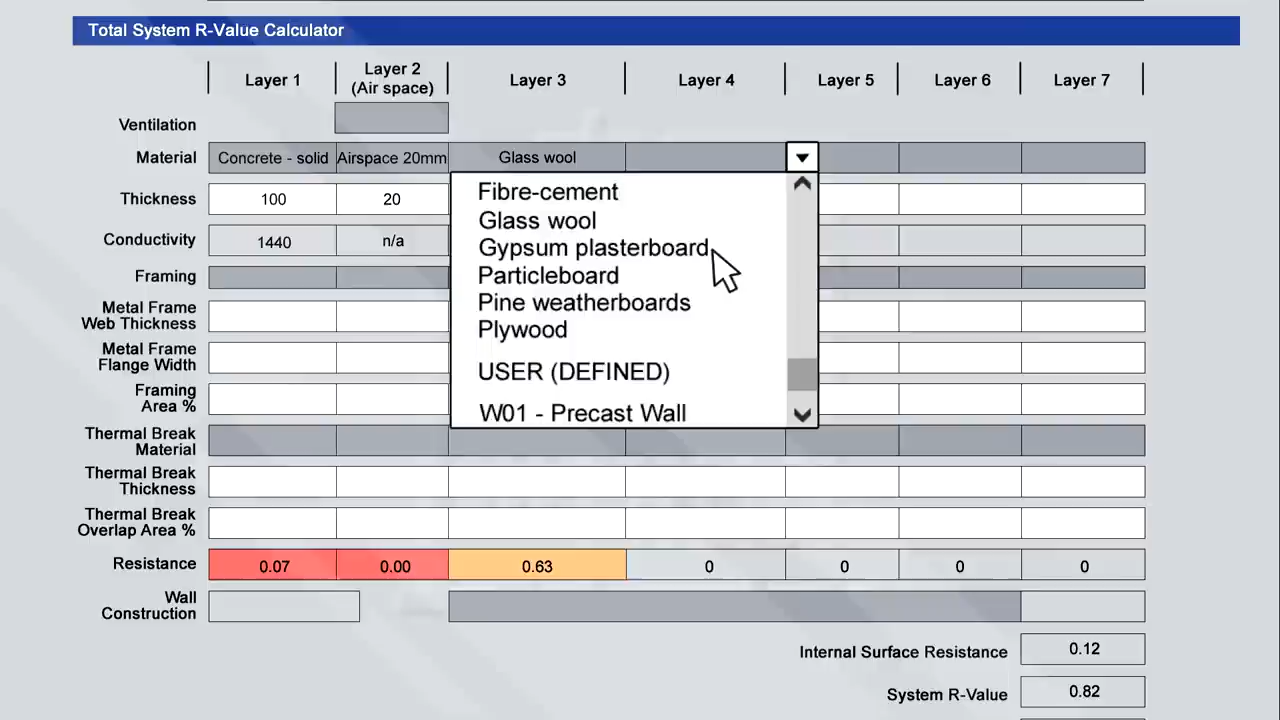 Total System R-Value Calculator
Layer 1
Layer 2
(Air space)
Layer 3
Layer 4
Layer 5
Layer 6
Layer 7
Ventilation
Material
Concrete - solid
Airspace 20mm
Glass wool
Thickness
100
20
Conductivity
1440
n/a
Framing
Metal Frame
Web Thickness
Metal Frame
Flange Width
Framing
Area %
Fibre-cement
Glass wool
Gypsum plasterboard
Particleboard
Pine weatherboards
Plywood
USER (DEFINED)
W01 - Precast Wall
Thermal Break
Material
Thermal Break
Thickness
Thermal Break
Overlap Area %
Resistance
0.07
0.00
0.63
0
0
0
0
Wall
Construction
Internal Surface Resistance
0.12
System R-Value
0.82